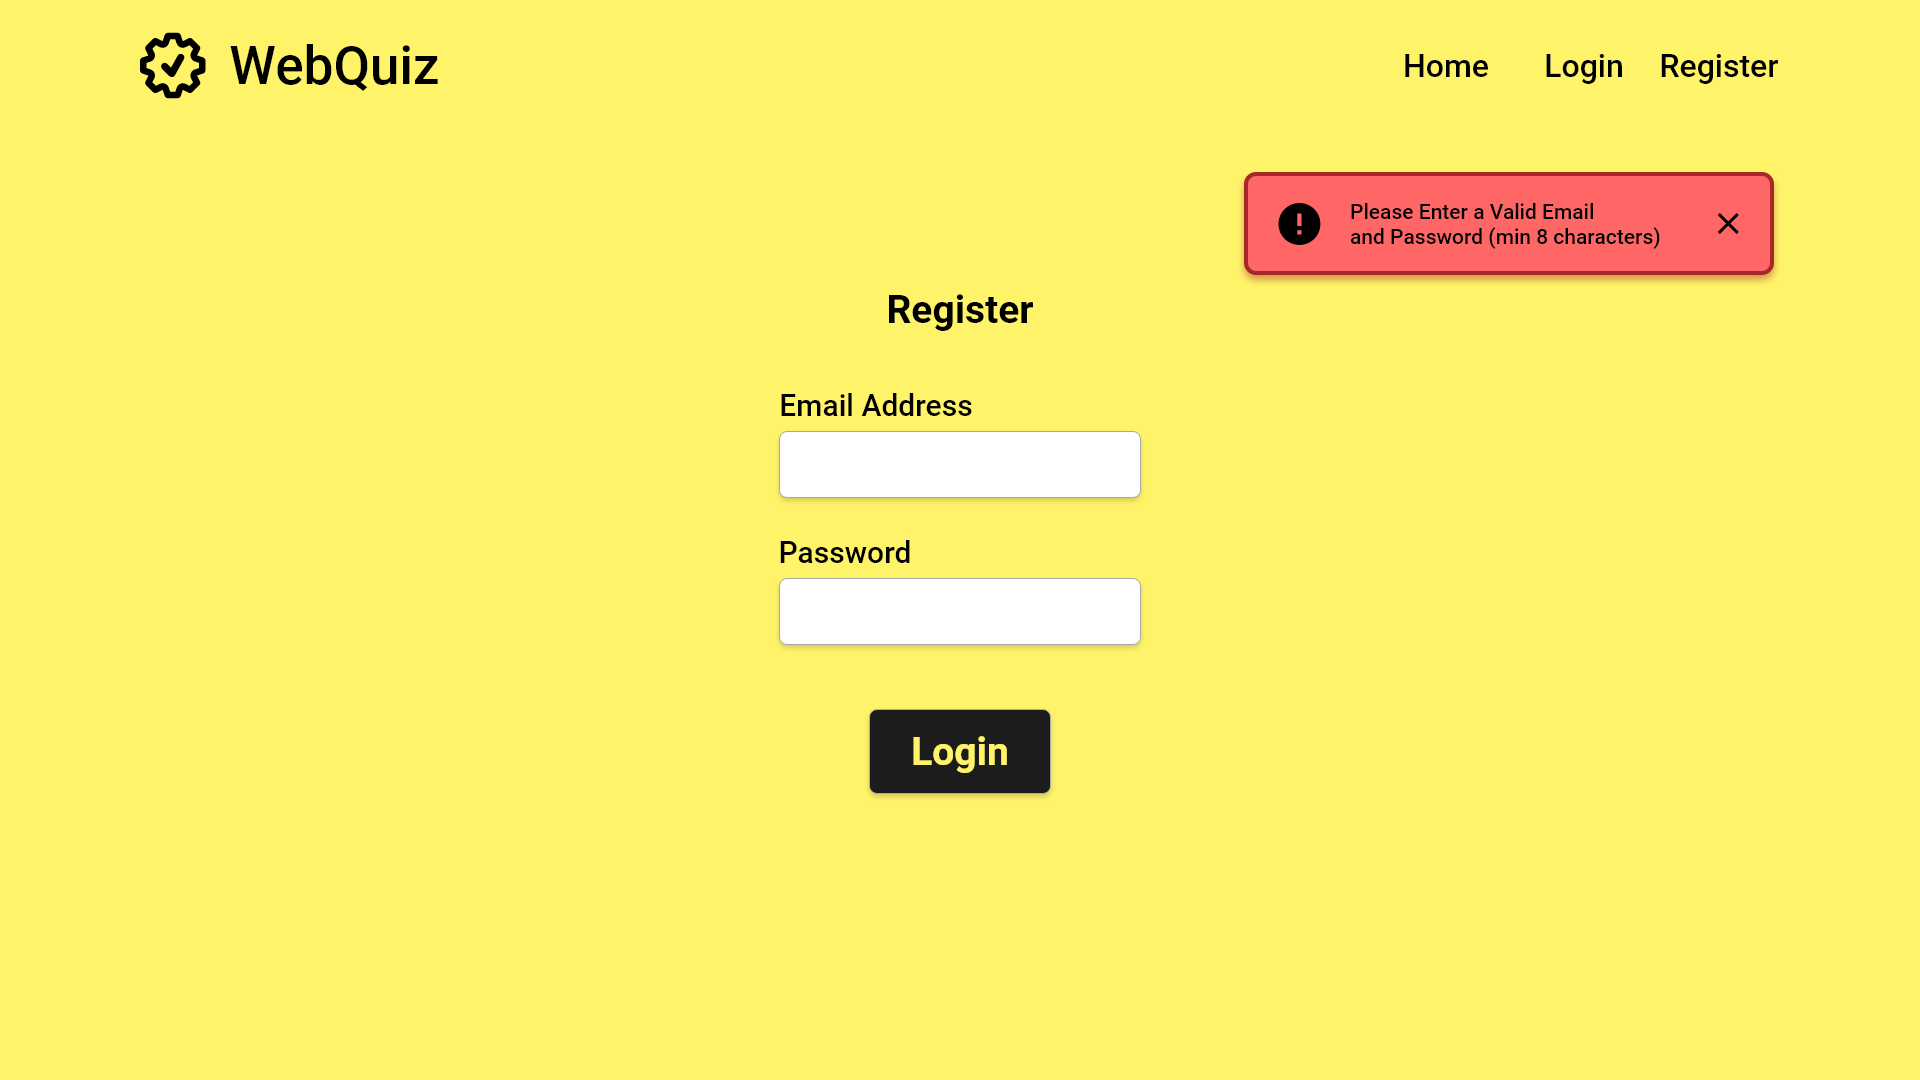 WebQuiz
Home Login Register
Please Enter a Valid Email
and Password (min 8 characters)
Register
Email Address
Password
Login